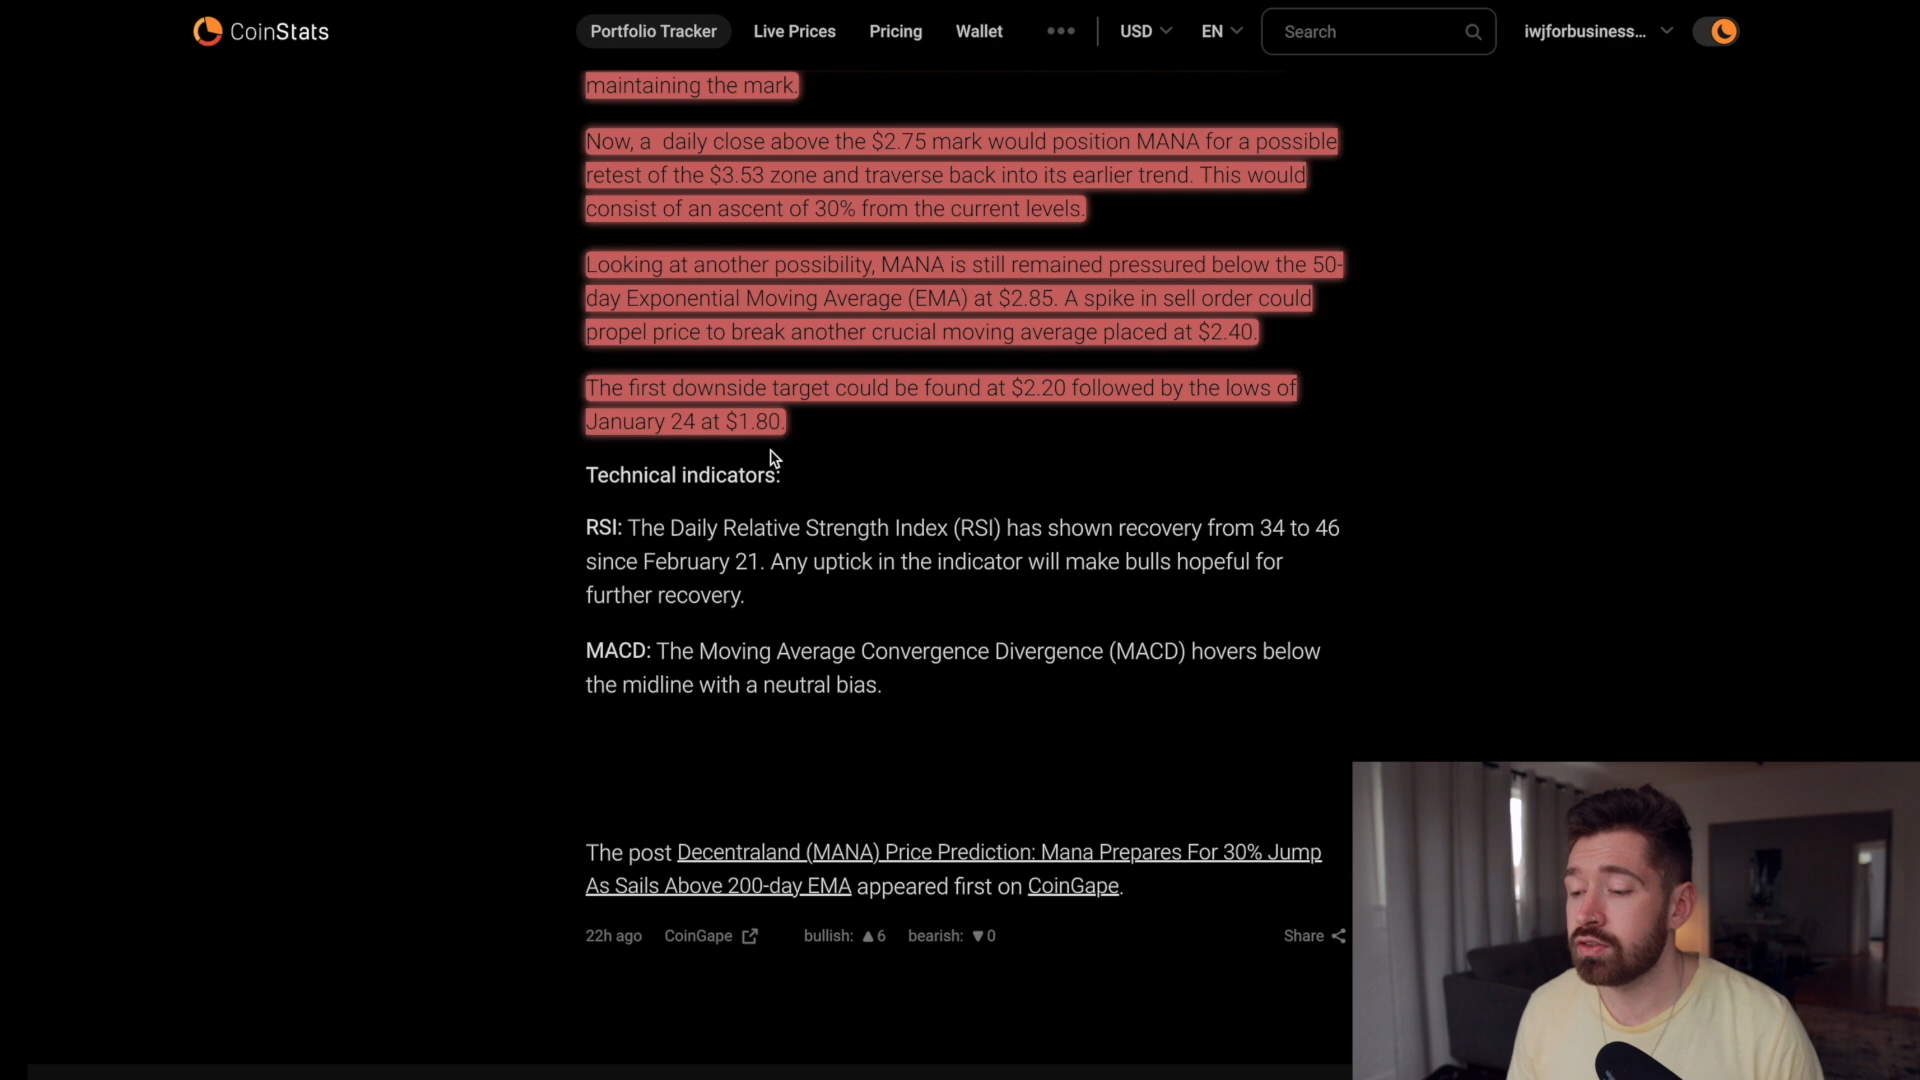 CoinStats
Portfolio Tracker
Live Prices
Pricing
Wallet
USD
EN
Search
iwjforbusiness...
maintaining the mark.
Now, a daily close above the $2.75 mark would position MANA for a possible
retest of the $3.53 zone and traverse back into its earlier trend. This would
consist of an ascent of 30% from the current levels.
Looking at another possibility, MANA is still remained pressured below the 50-
day Exponential Moving Average (EMA) at $2.85. A spike in sell order could
propel price to break another crucial moving average placed at $2.40.
The first downside target could be found at $2.20 followed by the lows of
January 24 at $1.80.
Technical indicators:
RSI: The Daily Relative Strength Index (RSI) has shown recovery from 34 to 46
since February 21. Any uptick in the indicator will make bulls hopeful for
further recovery.
MACD: The Moving Average Convergence Divergence (MACD) hovers below
the midline with a neutral bias.
The post Decentraland (MANA) Price Prediction: Mana Prepares For 30% Jump
As Sails Above 200-day EMA appeared first on CoinGape.
22h ago CoinGape bullish: ▲6 bearish: ▼0 Share